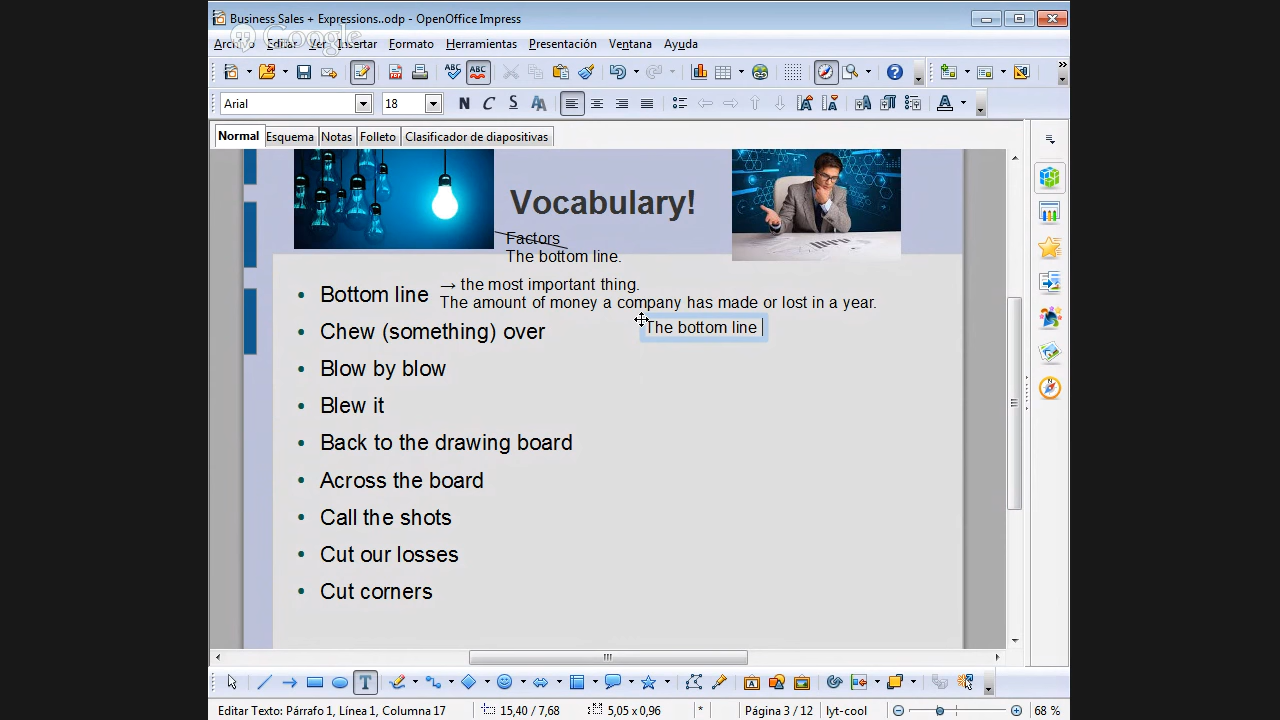 Business Sales + Expressions..odp - OpenOffice Impress
Google
Archivo Editar Ver Insertar Formato Herramientas Presentación Ventana Ayuda
ABC ABC
Arial 18 N C S
Normal Esquema Notas Folleto Clasificador de diapositivas
Vocabulary!
Factors
The bottom line.
• Bottom line → the most important thing.
The amount of money a company has made or lost in a year.
• Chew (something) over The bottom line
• Blow by blow
• Blew it
• Back to the drawing board
• Across the board
• Call the shots
• Cut our losses
• Cut corners
Editar Texto: Párrafo 1, Línea 1, Columna 17 15,40 / 7,68 5,05 x 0,96 * Página 3 / 12 lyt-cool 68 %